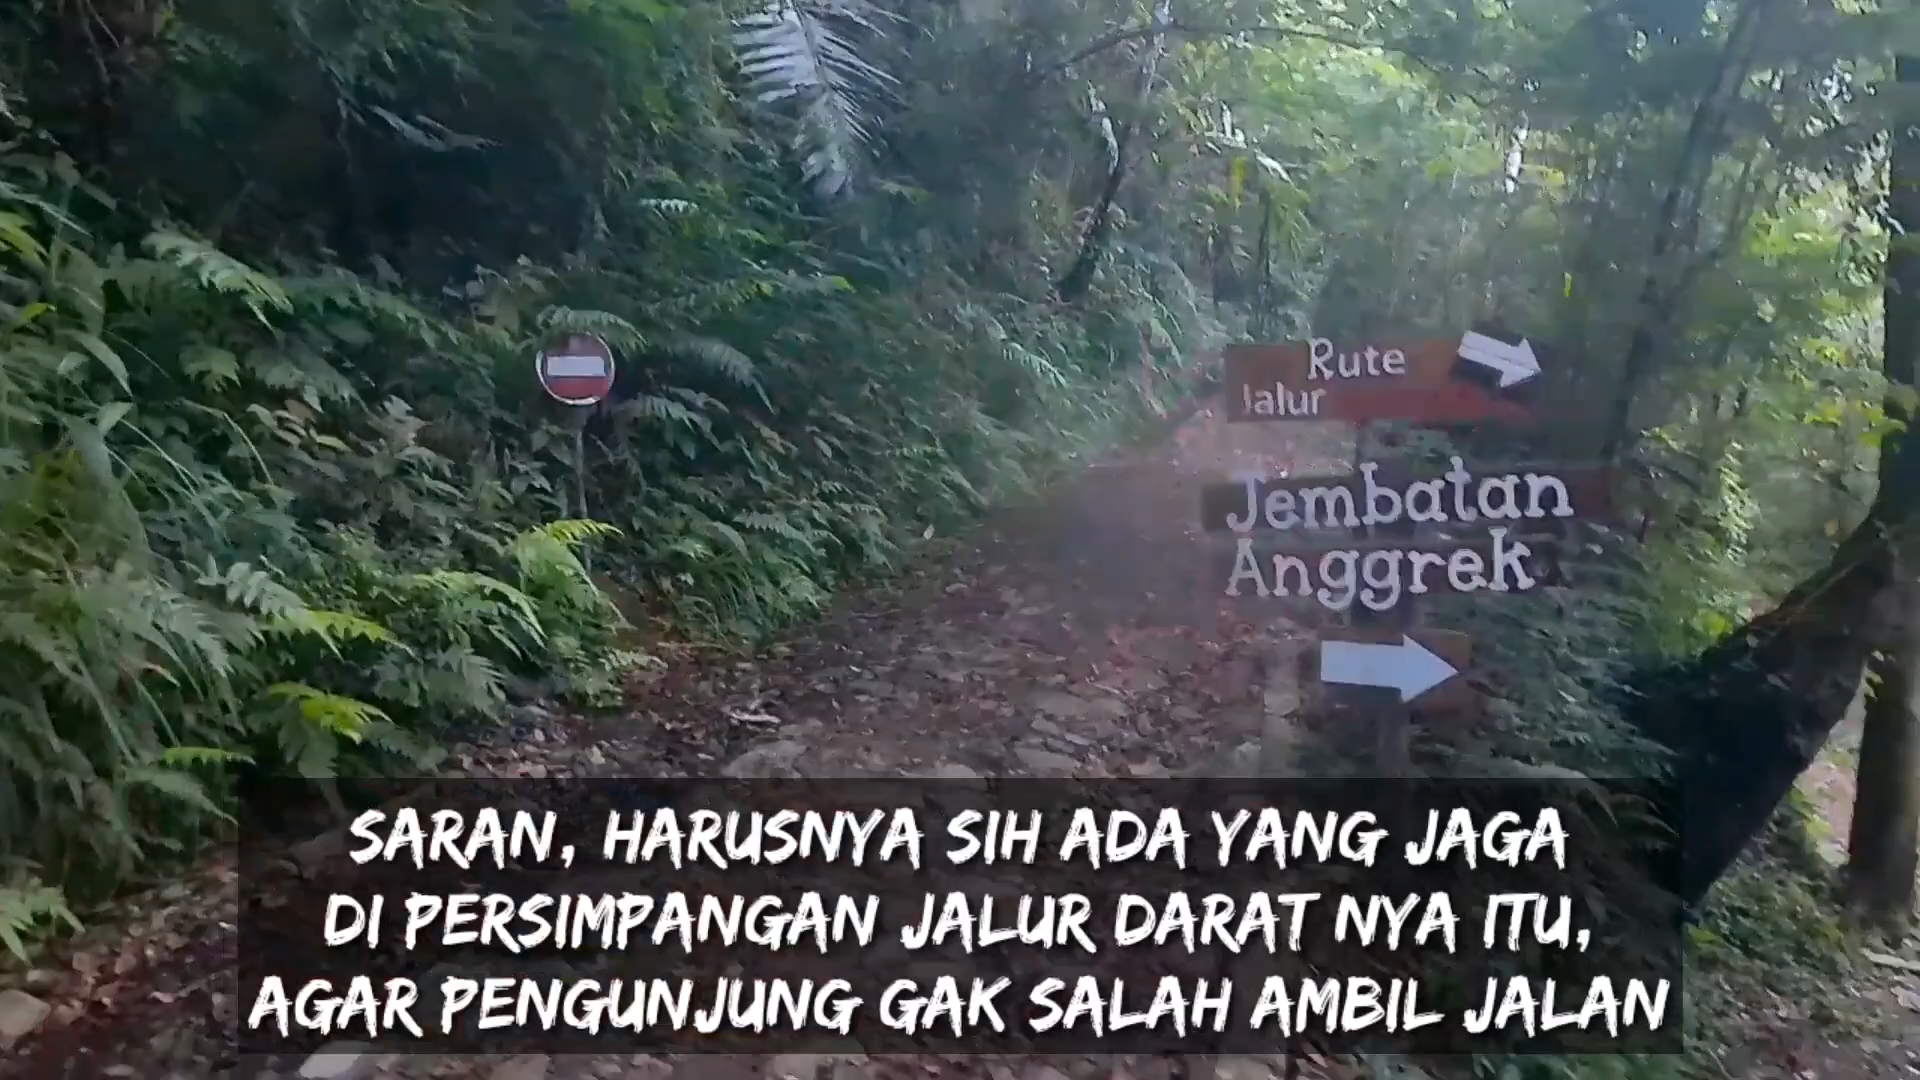 Rute
Jalur
Jembatan
Anggrek
SARAN, HARUSNYA SIH ADA YANG JAGA
DI PERSIMPANGAN JALUR DARAT NYA ITU,
AGAR PENGUNJUNG GAK SALAH AMBIL JALAN